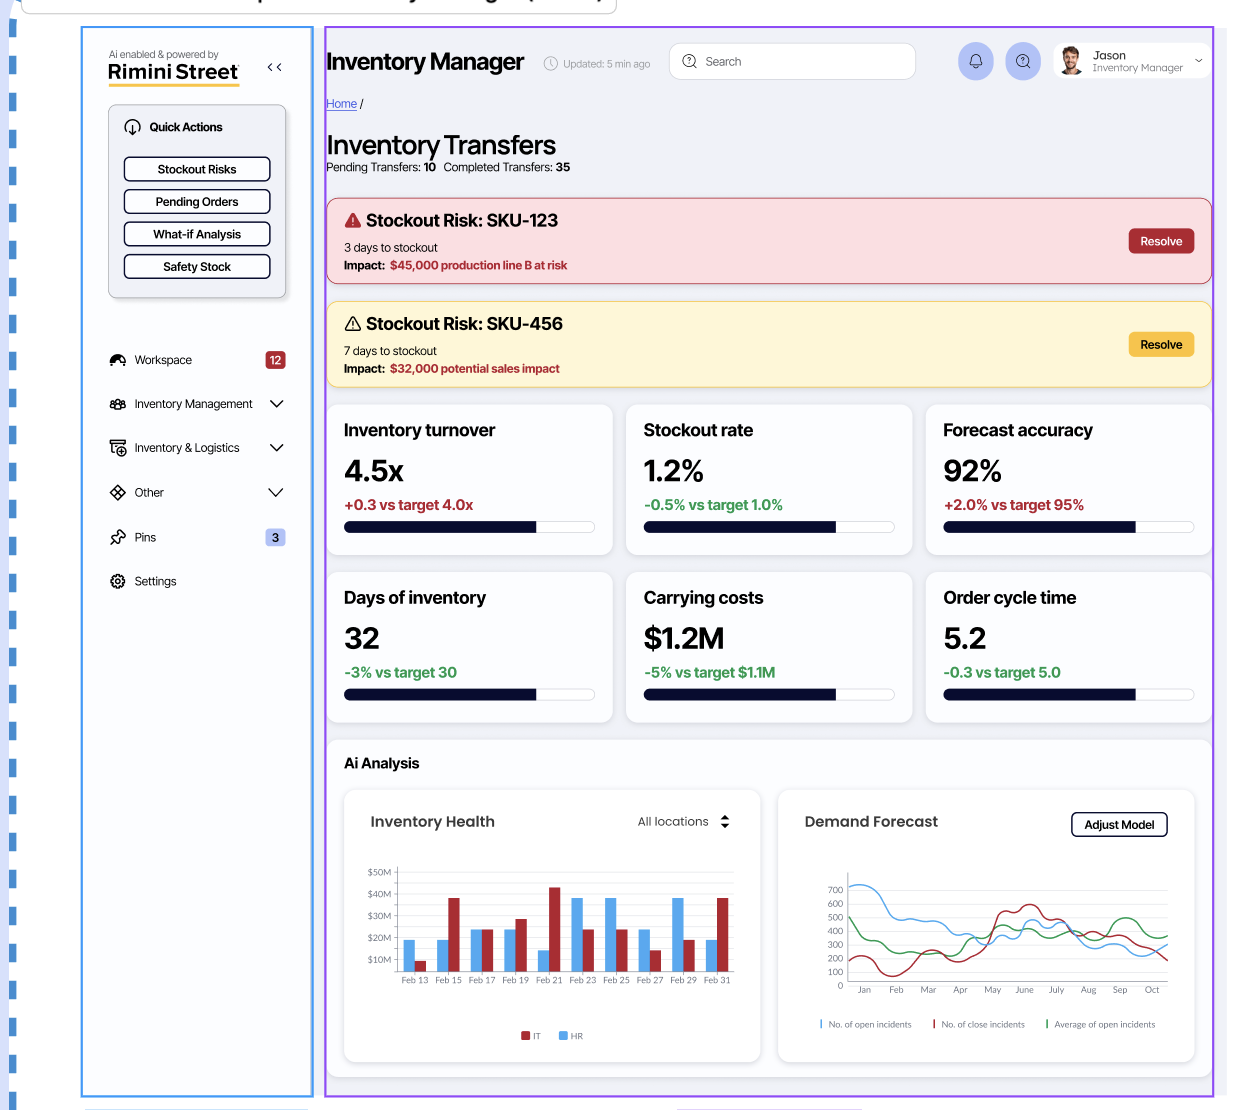 Ai enabled & powered by
Rimini Street
<<
Quick Actions
Stockout Risks
Pending Orders
What-if Analysis
Safety Stock
Workspace 12
Inventory Management
Inventory & Logistics
Other
Pins 3
Settings
Inventory Manager
Updated: 5 min ago
Search
Jason
Inventory Manager
Home /
Inventory Transfers
Pending Transfers: 10 Completed Transfers: 35
Stockout Risk: SKU-123
3 days to stockout
Impact: $45,000 production line B at risk
Resolve
Stockout Risk: SKU-456
7 days to stockout
Impact: $32,000 potential sales impact
Resolve
Inventory turnover
4.5x
+0.3 vs target 4.0x
Stockout rate
1.2%
-0.5% vs target 1.0%
Forecast accuracy
92%
+2.0% vs target 95%
Days of inventory
32
-3% vs target 30
Carrying costs
$1.2M
-5% vs target $1.1M
Order cycle time
5.2
-0.3 vs target 5.0
Ai Analysis
Inventory Health
All locations
$50M
$40M
$30M
$20M
$10M
Feb 13 Feb 15 Feb 17 Feb 19 Feb 21 Feb 23 Feb 25 Feb 27 Feb 29 Feb 31
IT HR
Demand Forecast
Adjust Model
700
600
500
400
300
200
100
0
Jan Feb Mar Apr May June July Aug Sep Oct
No. of open incidents No. of close incidents Average of open incidents